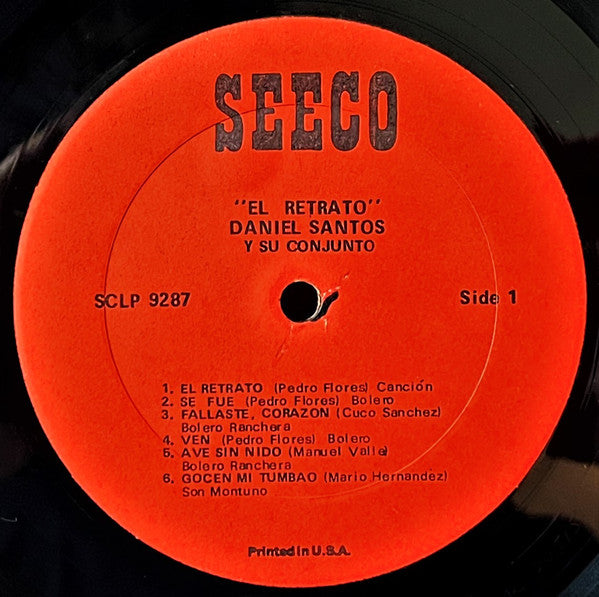 SEECO
"EL RETRATO"
DANIEL SANTOS
Y SU CONJUNTO
SCLP 9287
Side 1
1. EL RETRATO (Pedro Flores) Canción
2. SE FUE (Pedro Flores) Bolero
3. FALLASTE, CORAZON (Cuco Sanchez)
Bolero Ranchera
4. VEN (Pedro Flores) Bolero
5. AVE SIN NIDO (Manuel Valle)
Bolero Ranchera
6. GOCEN MI TUMBAO (Mario Hernandez)
Son Montuno
Printed in U.S.A.